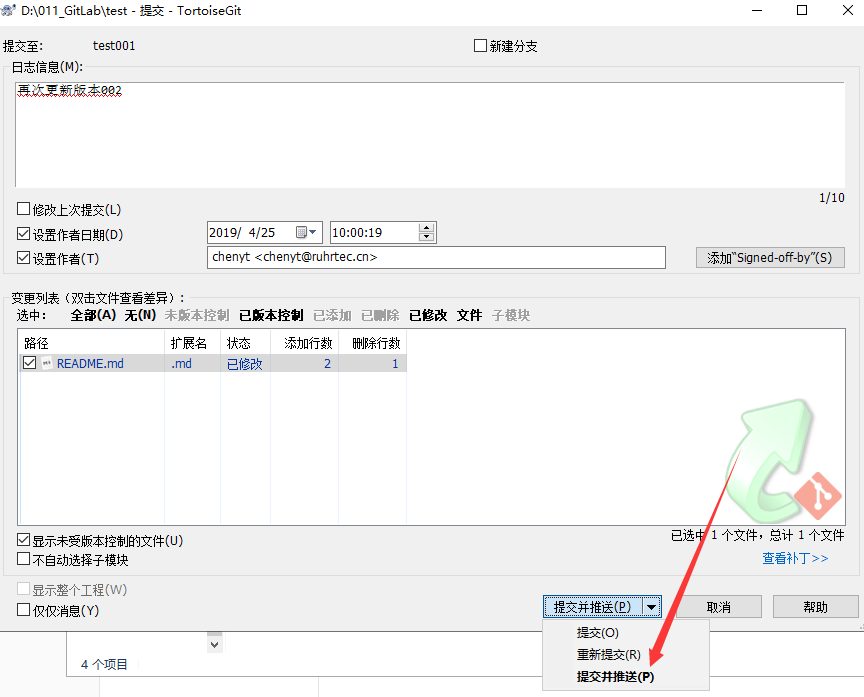 D:\011_GitLab\test - 提交 - TortoiseGit
提交至: test001 新建分支
日志信息(M):
再次更新版本002
1/10
修改上次提交(L)
设置作者日期(D) 2019/ 4/25 10:00:19
设置作者(T) chenyt <chenyt@ruhrtec.cn> 添加“Signed-off-by”(S)
变更列表（双击文件查看差异）:
选中: 全部(A) 无(N) 未版本控制 已版本控制 已添加 已删除 已修改 文件 子模块
路径 扩展名 状态 添加行数 删除行数
README.md .md 已修改 2 1
已选中 1 个文件，总计 1 个文件
显示未受版本控制的文件(U)
不自动选择子模块 查看补丁>>
显示整个工程(W)
仅仅消息(Y) 提交并推送(P) 取消 帮助
提交(O)
重新提交(R)
提交并推送(P)
4 个项目